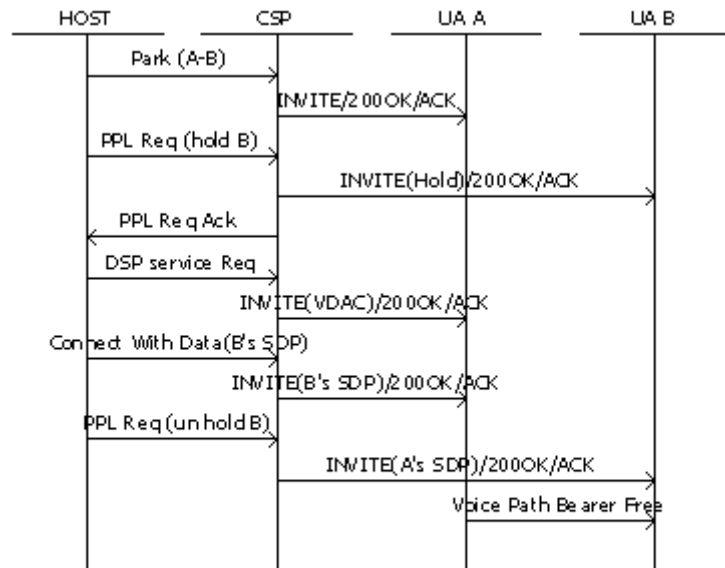 HOST CSP UA A UA B
Park (A-B)
INVITE/200OK/ACK
PPL Req (hold B)
INVITE(Hold)/200OK/ACK
PPL Req Ack
DSP service Req
INVITE(VDAC)/200OK/ACK
Connect With Data(B's SDP)
INVITE(B's SDP)/200OK/ACK
PPL Req (unhold B)
INVITE(A's SDP)/200OK/ACK
Voice Path Bearer Free